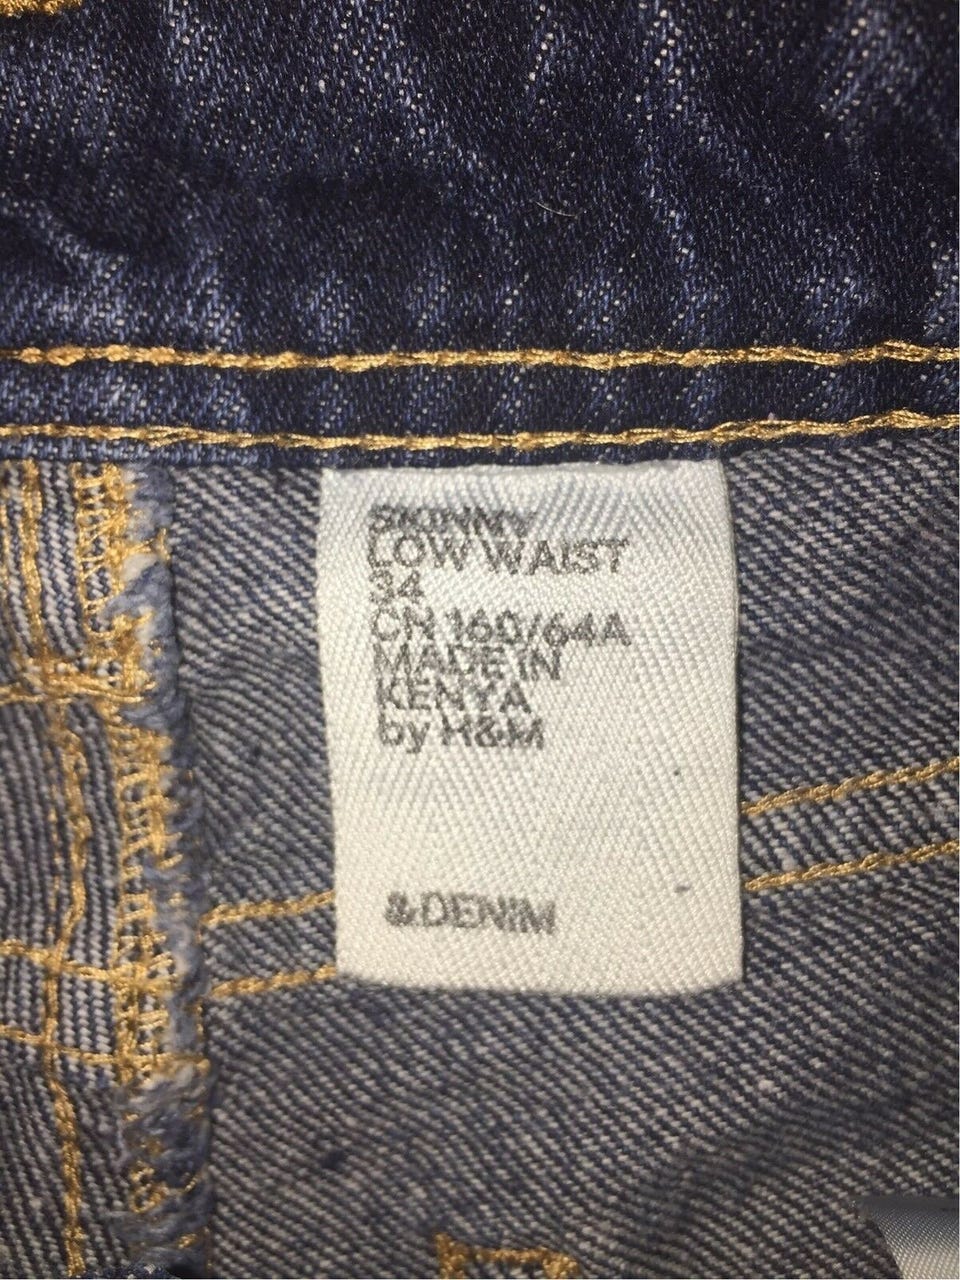 SKINNY
LOW WAIST
34
CN 160/64A
MADE IN
KENYA
by H&M
&DENIM